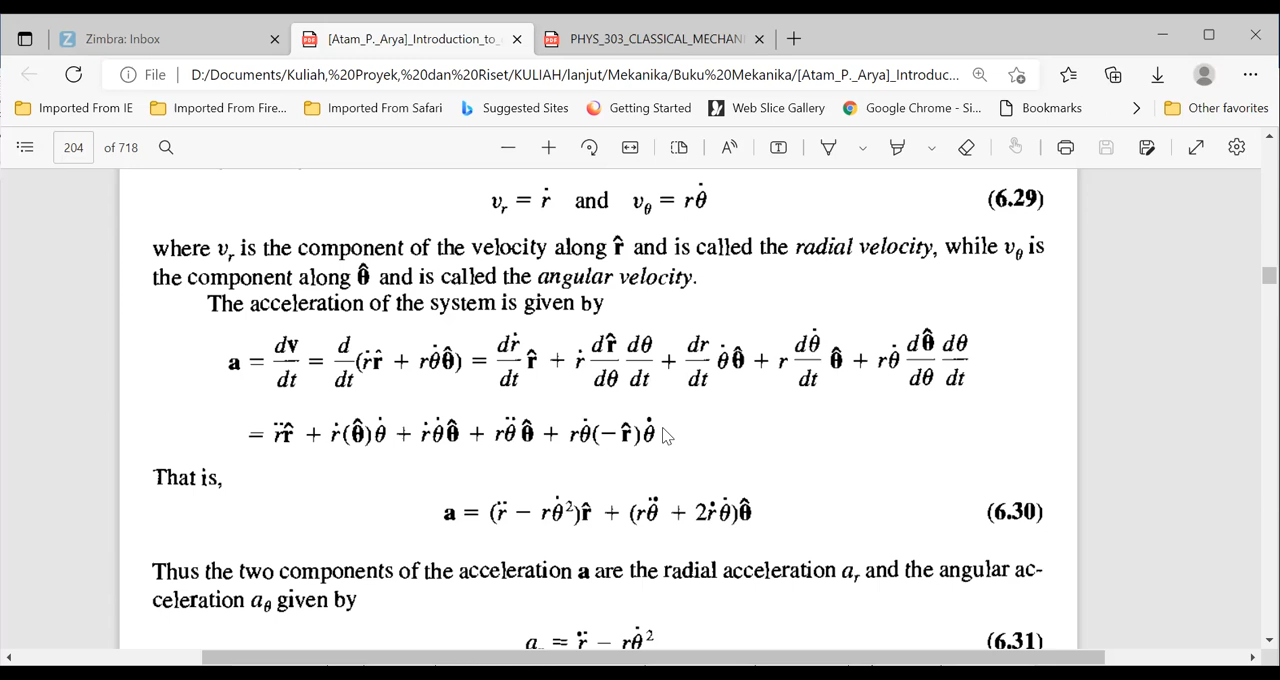 Zimbra: Inbox
[Atam_P._Arya]_Introduction_to_
PHYS_303_CLASSICAL_MECHANI
File D:/Documents/Kuliah,%20Proyek,%20dan%20Riset/KULIAH/lanjut/Mekanika/Buku%20Mekanika/[Atam_P._Arya]_Introduc...
Imported From IE Imported From Fire... Imported From Safari Suggested Sites Getting Started Web Slice Gallery Google Chrome - Si... Bookmarks Other favorites
204 of 718
v_r = ṙ and v_θ = rθ̇ (6.29)
where v_r is the component of the velocity along r̂ and is called the radial velocity, while v_θ is
the component along θ̂ and is called the angular velocity.
The acceleration of the system is given by
a = dv/dt = d/dt(ṙr̂ + rθ̇θ̂) = dṙ/dt r̂ + ṙ dr̂/dθ dθ/dt + dr/dt θ̇θ̂ + r dθ̇/dt θ̂ + rθ̇ dθ̂/dθ dθ/dt
= r̈r̂ + ṙ(θ̂)θ̇ + ṙθ̇θ̂ + rθ̈θ̂ + rθ̇(−r̂)θ̇
That is,
a = (r̈ − rθ̇²)r̂ + (rθ̈ + 2ṙθ̇)θ̂ (6.30)
Thus the two components of the acceleration a are the radial acceleration a_r and the angular ac-
celeration a_θ given by
a_r = r̈ − rθ̇² (6.31)